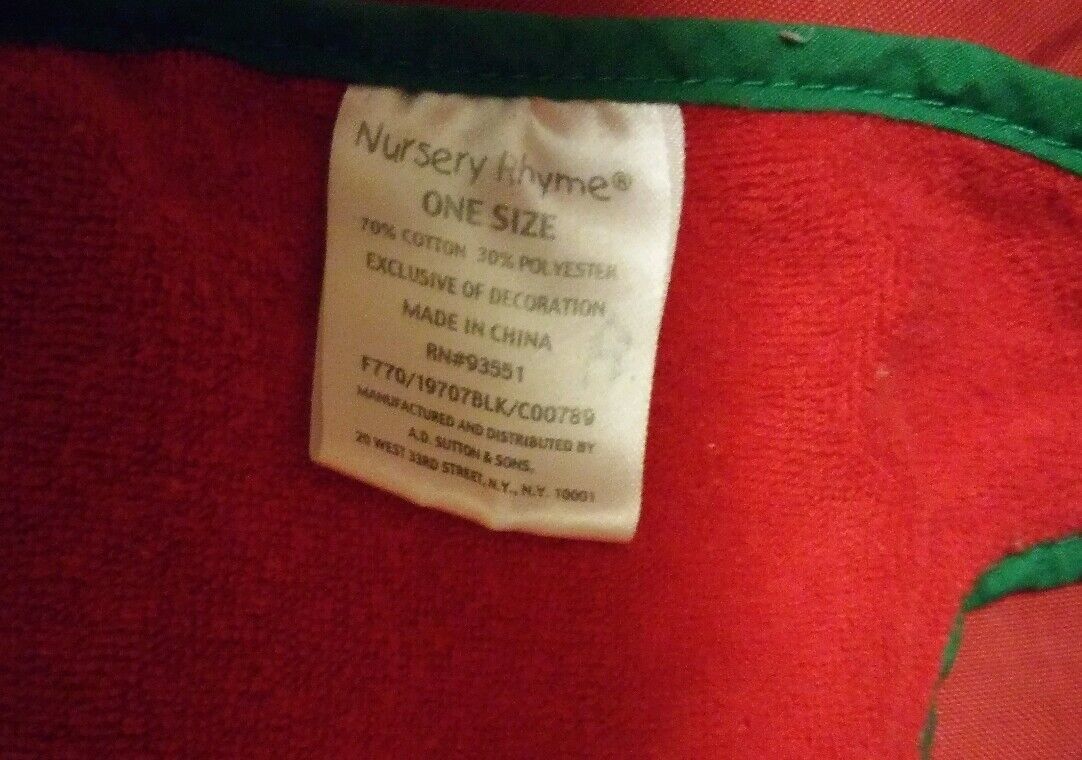 Nursery Rhyme®
ONE SIZE
70% COTTON 30% POLYESTER
EXCLUSIVE OF DECORATION
MADE IN CHINA
RN#93551
F770/19707BLK/C00789
MANUFACTURED AND DISTRIBUTED BY
A.D. SUTTON & SONS.
20 WEST 33RD STREET, N.Y., N.Y. 10001